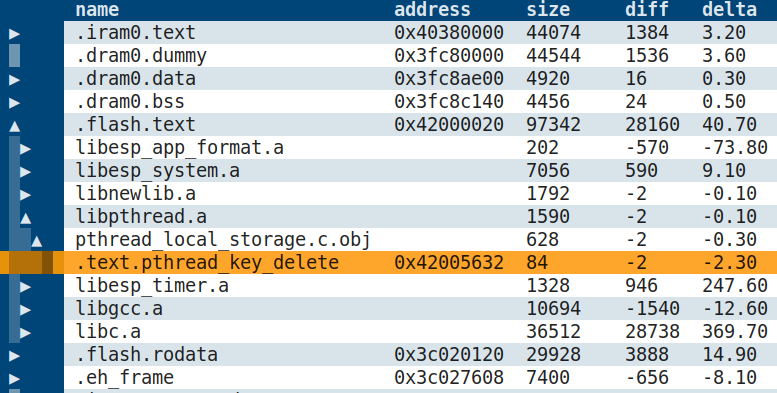 name address size diff delta
.iram0.text 0x40380000 44074 1384 3.20
.dram0.dummy 0x3fc80000 44544 1536 3.60
.dram0.data 0x3fc8ae00 4920 16 0.30
.dram0.bss 0x3fc8c140 4456 24 0.50
.flash.text 0x42000020 97342 28160 40.70
libesp_app_format.a 202 -570 -73.80
libesp_system.a 7056 590 9.10
libnewlib.a 1792 -2 -0.10
libpthread.a 1590 -2 -0.10
pthread_local_storage.c.obj 628 -2 -0.30
.text.pthread_key_delete 0x42005632 84 -2 -2.30
libesp_timer.a 1328 946 247.60
libgcc.a 10694 -1540 -12.60
libc.a 36512 28738 369.70
.flash.rodata 0x3c020120 29928 3888 14.90
.eh_frame 0x3c027608 7400 -656 -8.10